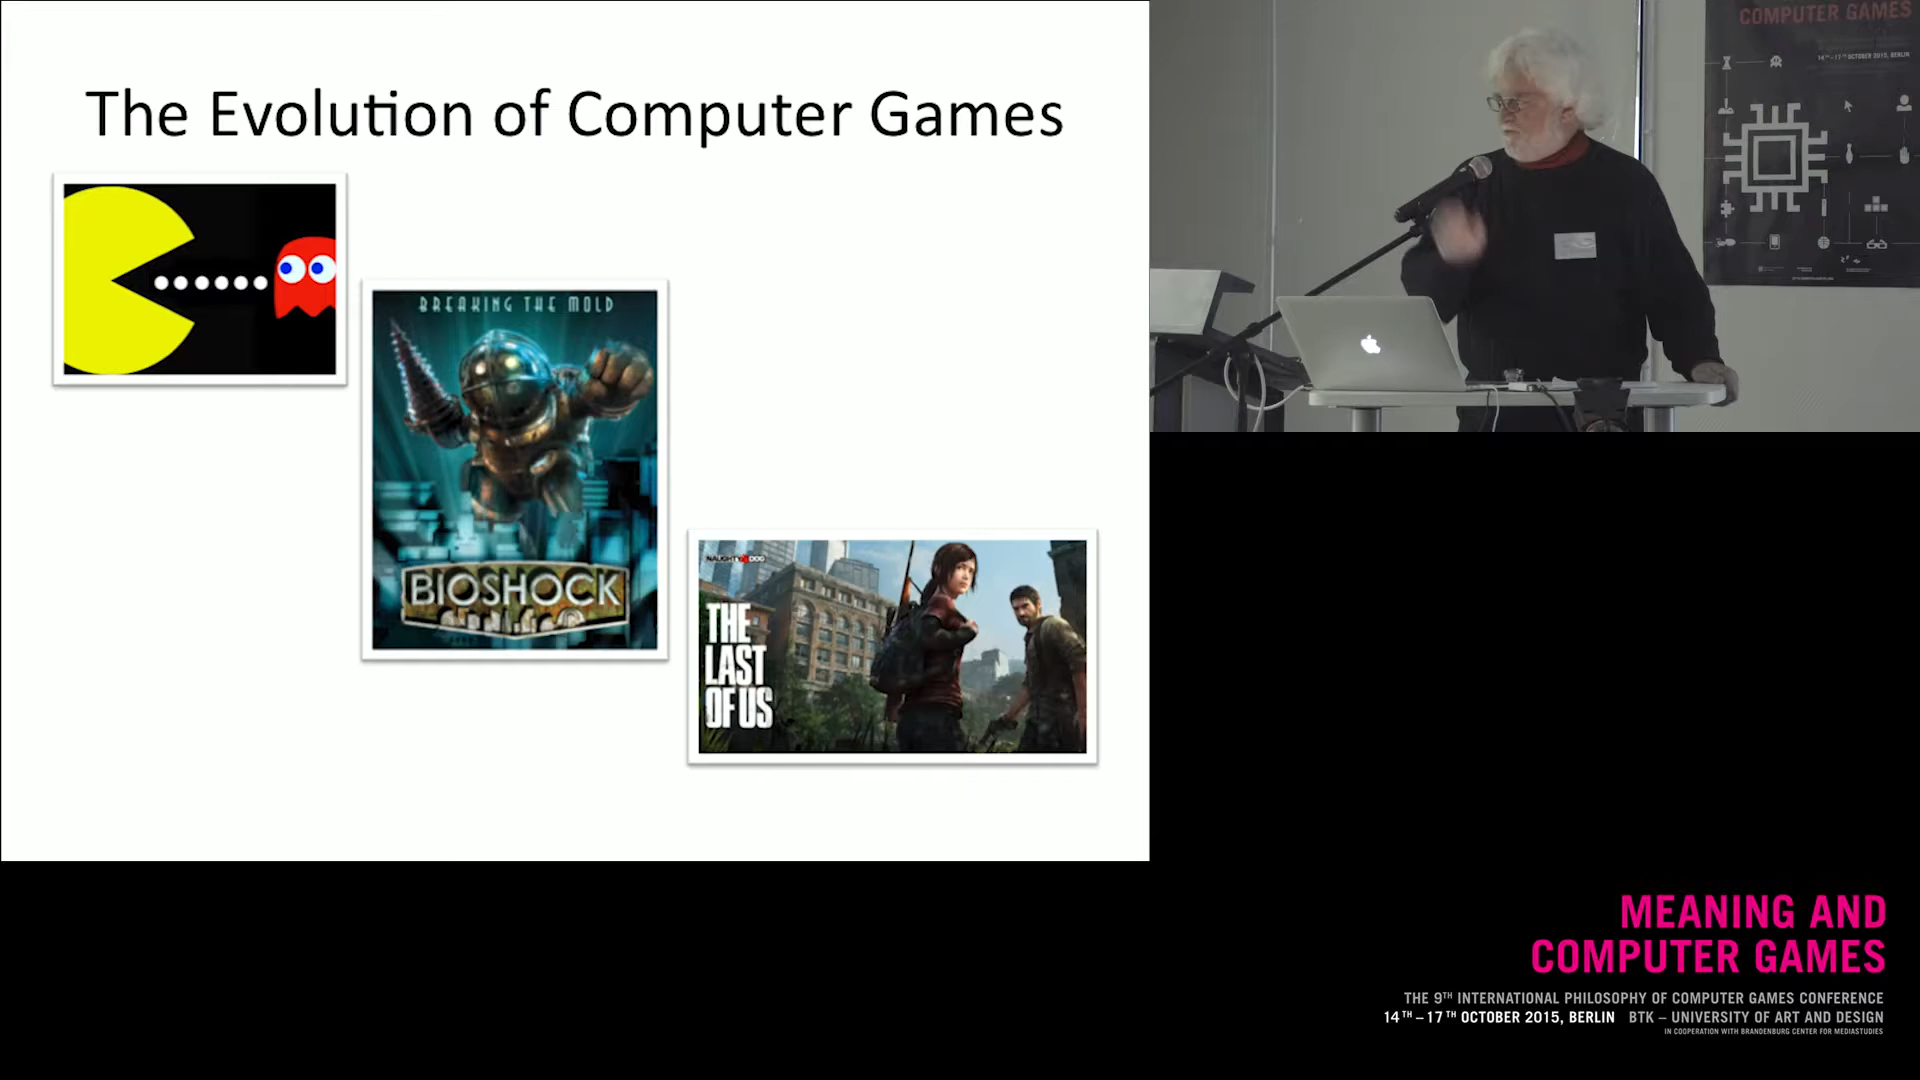 The Evolution of Computer Games
BREAKING THE MOLD
BIOSHOCK
NAUGHTY DOG
THE
LAST
OF US
COMPUTER GAMES
14TH–17TH OCTOBER 2015, BERLIN
MEANING AND
COMPUTER GAMES
THE 9TH INTERNATIONAL PHILOSOPHY OF COMPUTER GAMES CONFERENCE
14TH–17TH OCTOBER 2015, BERLIN BTK – UNIVERSITY OF ART AND DESIGN
IN COOPERATION WITH BRANDENBURG CENTER FOR MEDIASTUDIES